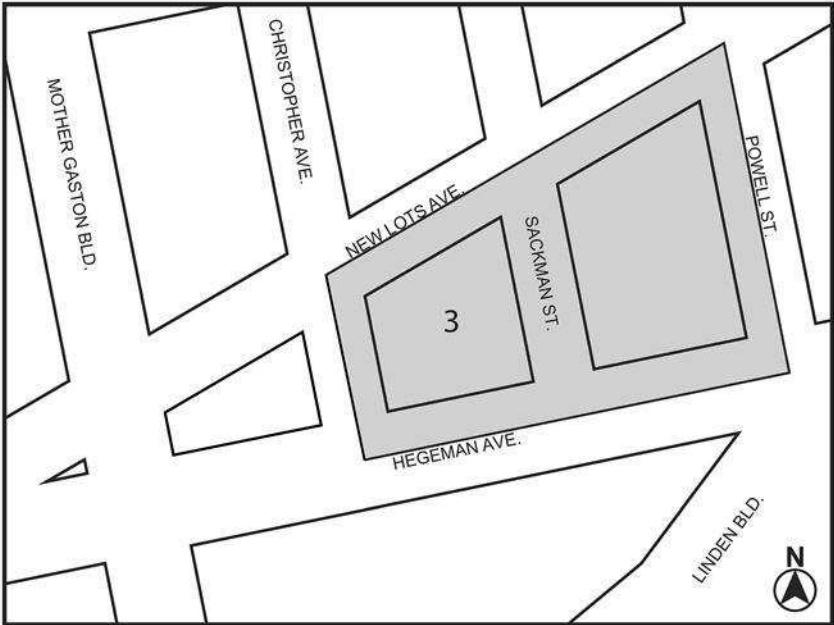 MOTHER GASTON BLD.
CHRISTOPHER AVE.
NEW LOTS AVE.
SACKMAN ST.
POWELL ST.
3
HEGEMAN AVE.
LINDEN BLD.
N